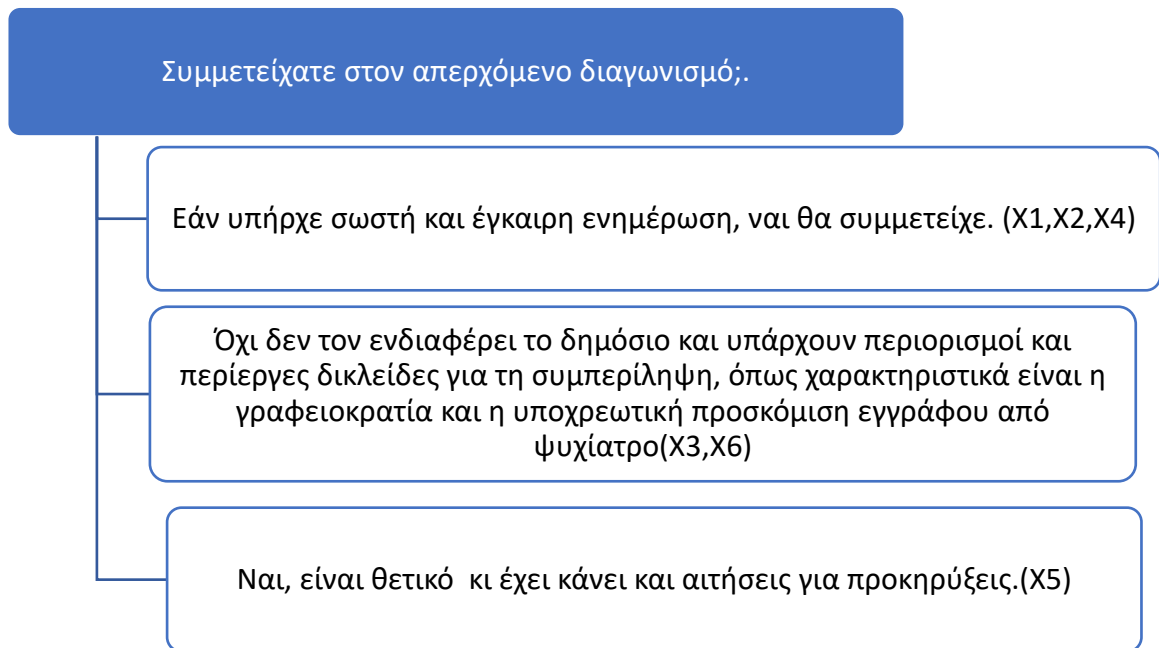 Συμμετείχατε στον απερχόμενο διαγωνισμό;.
Εάν υπήρχε σωστή και έγκαιρη ενημέρωση, ναι θα συμμετείχε. (Χ1,Χ2,Χ4)
Όχι δεν τον ενδιαφέρει το δημόσιο και υπάρχουν περιορισμοί και
περίεργες δικλείδες για τη συμπερίληψη, όπως χαρακτηριστικά είναι η
γραφειοκρατία και η υποχρεωτική προσκόμιση εγγράφου από
ψυχίατρο(Χ3,Χ6)
Ναι, είναι θετικό  κι έχει κάνει και αιτήσεις για προκηρύξεις.(Χ5)